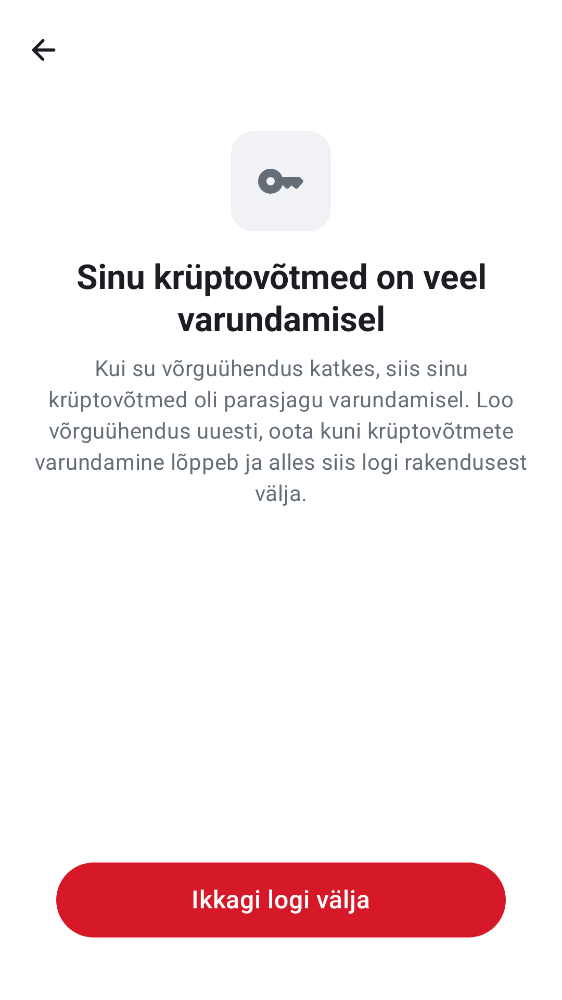 Sinu krüptovõtmed on veel
varundamisel
Kui su võrguühendus katkes, siis sinu
krüptovõtmed oli parasjagu varundamisel. Loo
võrguühendus uuesti, oota kuni krüptovõtmete
varundamine lõppeb ja alles siis logi rakendusest
välja.
Ikkagi logi välja